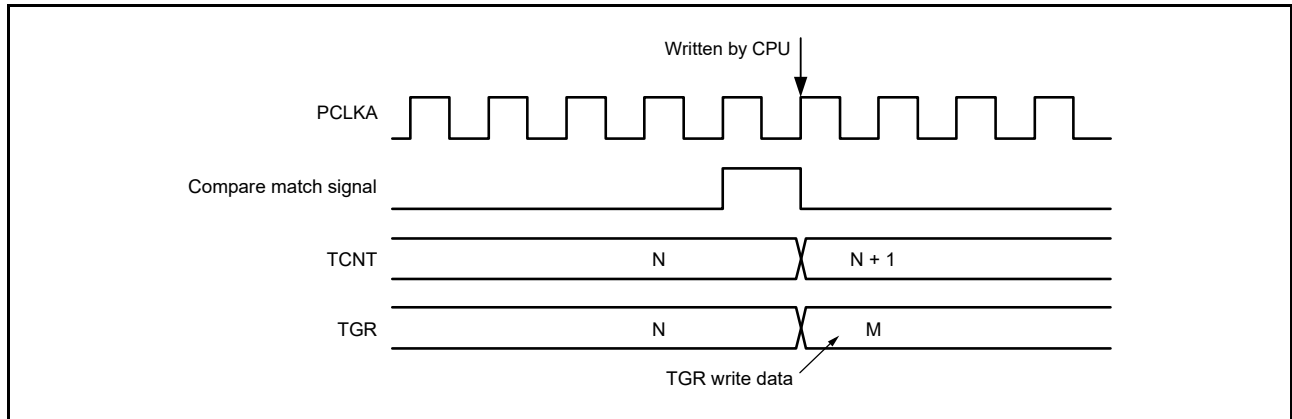 Written by CPU
PCLKA
Compare match signal
TCNT N N + 1
TGR N M
TGR write data